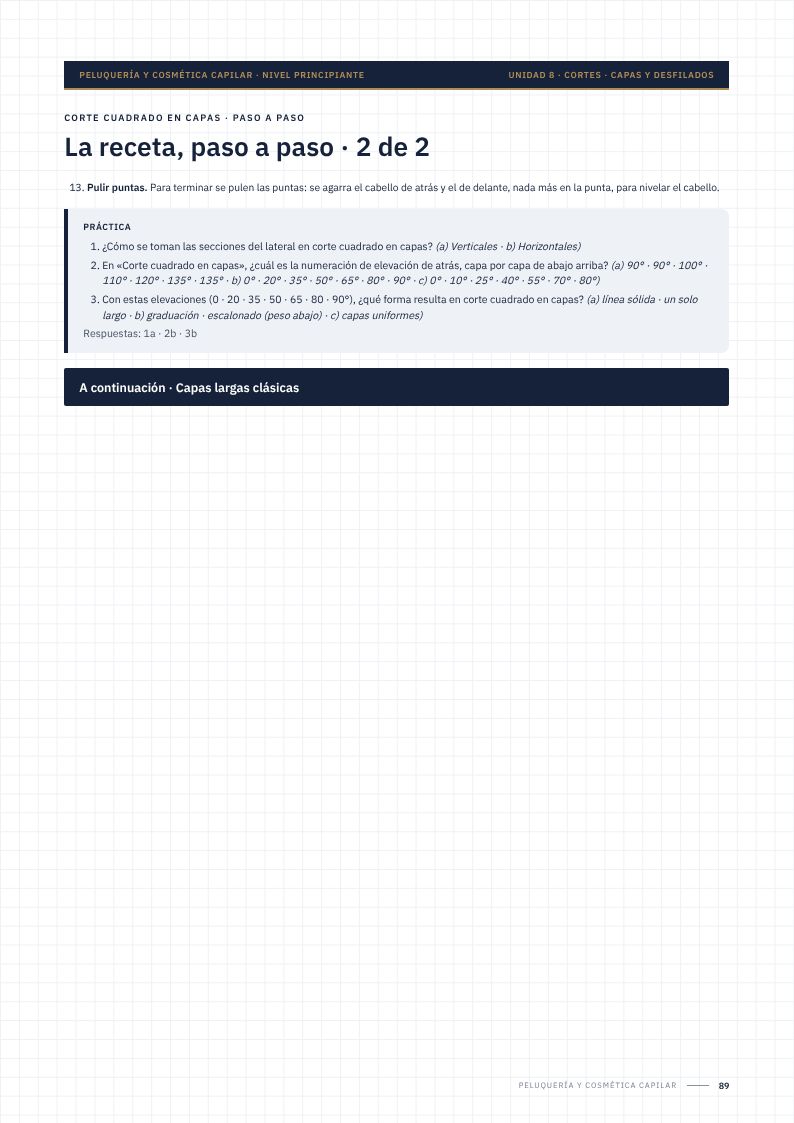 PELUQUERÍA Y COSMÉTICA CAPILAR · NIVEL PRINCIPIANTE
UNIDAD 8 · CORTES · CAPAS Y DESFILADOS
CORTE CUADRADO EN CAPAS · PASO A PASO
La receta, paso a paso · 2 de 2
13. Pulir puntas. Para terminar se pulen las puntas: se agarra el cabello de atrás y el de delante, nada más en la punta, para nivelar el cabello.
PRÁCTICA
1. ¿Cómo se toman las secciones del lateral en corte cuadrado en capas? (a) Verticales · b) Horizontales)
2. En «Corte cuadrado en capas», ¿cuál es la numeración de elevación de atrás, capa por capa de abajo arriba? (a) 90° · 90° · 100° ·
110° · 120° · 135° · 135° · b) 0° · 20° · 35° · 50° · 65° · 80° · 90° · c) 0° · 10° · 25° · 40° · 55° · 70° · 80°)
3. Con estas elevaciones (0 · 20 · 35 · 50 · 65 · 80 · 90°), ¿qué forma resulta en corte cuadrado en capas? (a) línea sólida · un solo
largo · b) graduación · escalonado (peso abajo) · c) capas uniformes)
Respuestas: 1a · 2b · 3b
A continuación · Capas largas clásicas
PELUQUERÍA Y COSMÉTICA CAPILAR
89